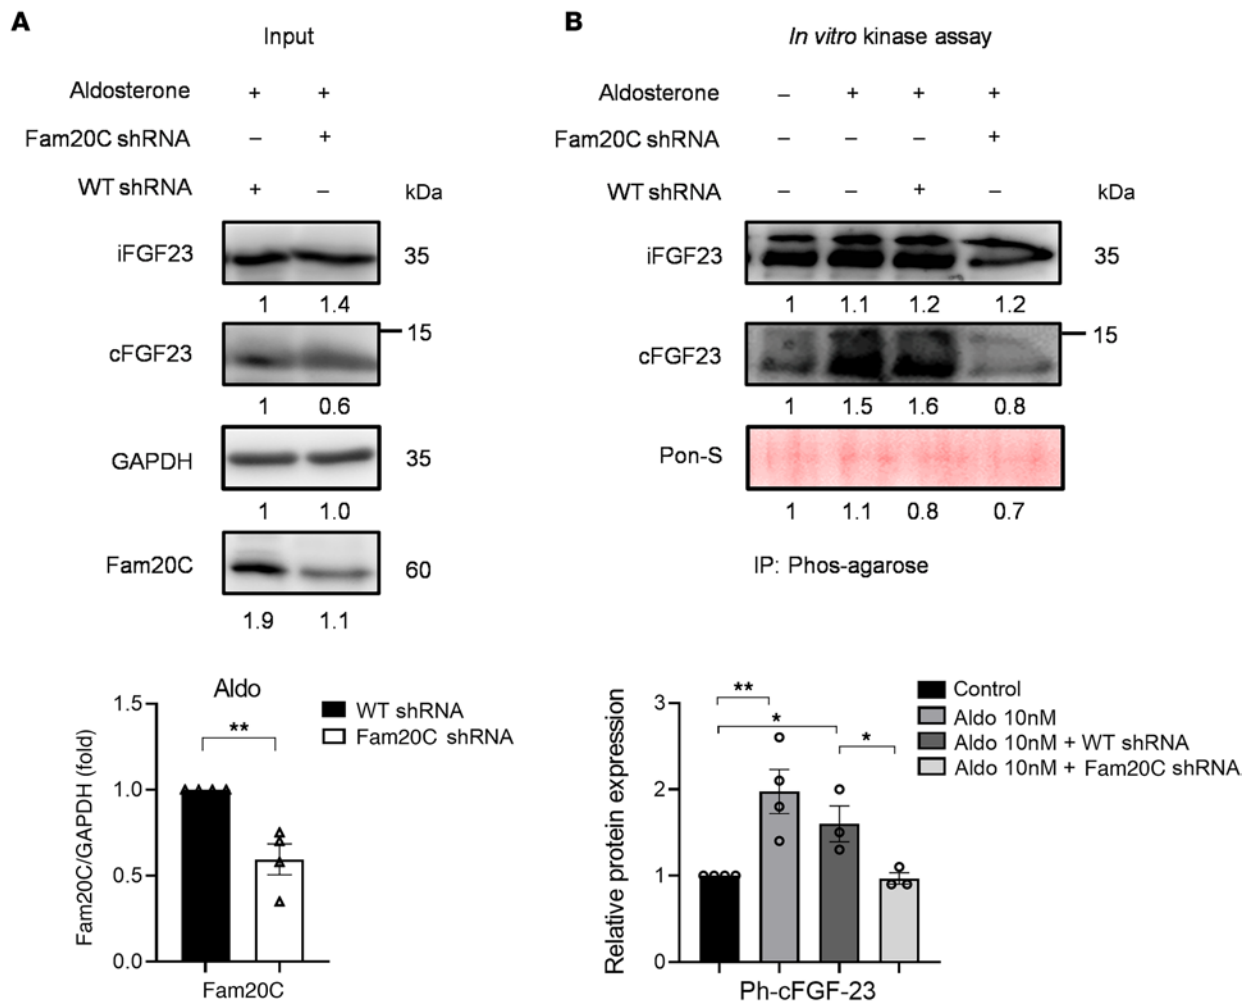 A
Input
Aldosterone + +
Fam20C shRNA – +
WT shRNA + – kDa
iFGF23 35
1 1.4
cFGF23 15
1 0.6
GAPDH 35
1 1.0
Fam20C 60
1.9 1.1
Aldo
Fam20C/GAPDH (fold)
1.5
1.0
0.5
0.0
**
WT shRNA
Fam20C shRNA
Fam20C
B
In vitro kinase assay
Aldosterone – + + +
Fam20C shRNA – – – +
WT shRNA – – + – kDa
iFGF23 35
1 1.1 1.2 1.2
cFGF23 15
1 1.5 1.6 0.8
Pon-S
1 1.1 0.8 0.7
IP: Phos-agarose
Relative protein expression
3
2
1
0
**
*
*
Control
Aldo 10nM
Aldo 10nM + WT shRNA
Aldo 10nM + Fam20C shRNA
Ph-cFGF-23